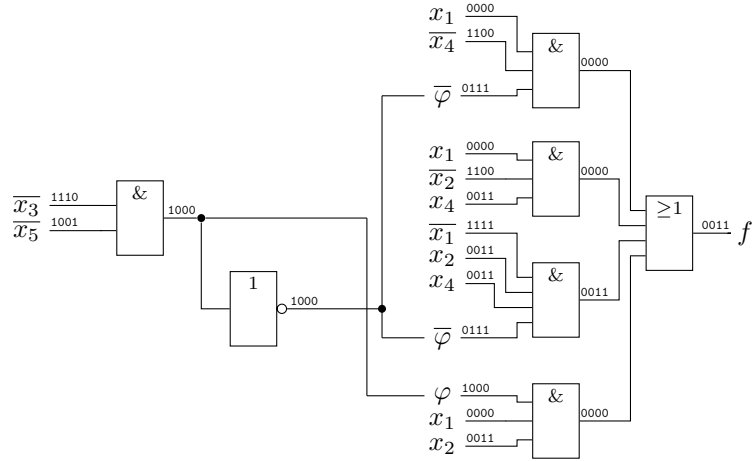 x₁ 0000
x̅₄ 1100
& 0000
φ̅ 0111
x₁ 0000
x̅₂ 1100
x₄ 0011
& 0000
x̅₃ 1110
x̅₅ 1001
& 1000
≥1 0011 f
x̅₁ 1111
x₂ 0011
x₄ 0011
& 0011
1 1000
φ̅ 0111
φ 1000
x₁ 0000
x₂ 0011
& 0000